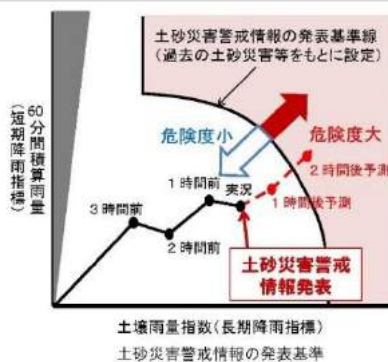 土砂災害警戒情報の発表基準線
(過去の土砂災害等をもとに設定)
60分間積算雨量
(短期降雨指標)
危険度小
危険度大
2時間後予測
1時間前
実況
1時間後予測
3時間前
2時間前
土砂災害警戒
情報発表
土壌雨量指数(長期降雨指標)
土砂災害警戒情報の発表基準